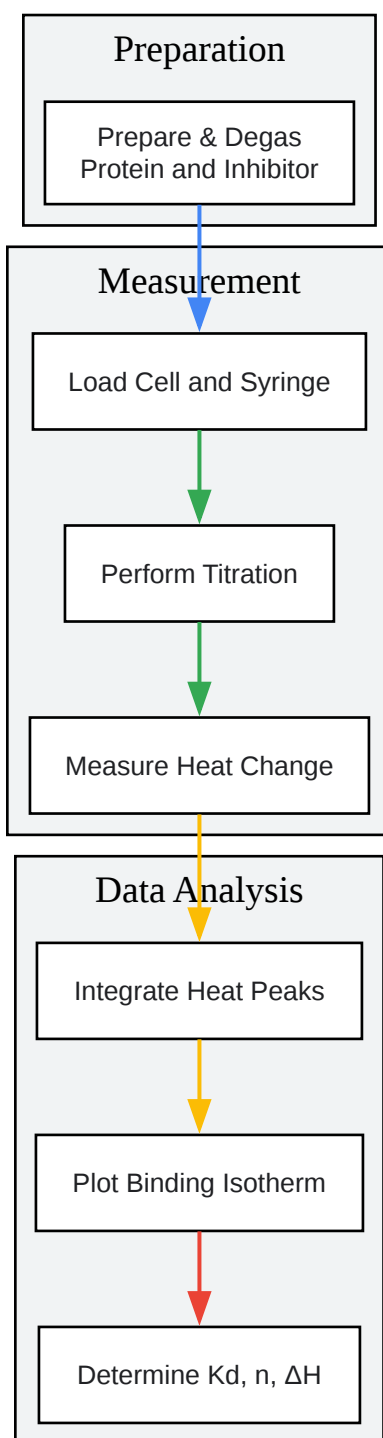 Preparation
Prepare & Degas
Protein and Inhibitor
Measurement
Load Cell and Syringe
Perform Titration
Measure Heat Change
Data Analysis
Integrate Heat Peaks
Plot Binding Isotherm
Determine Kd, n, ΔH